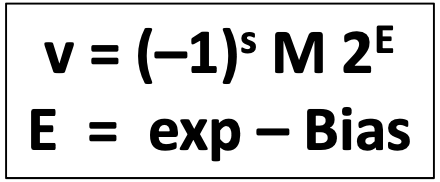 v = (–1)ˢ M 2ᴱ
E = exp – Bias